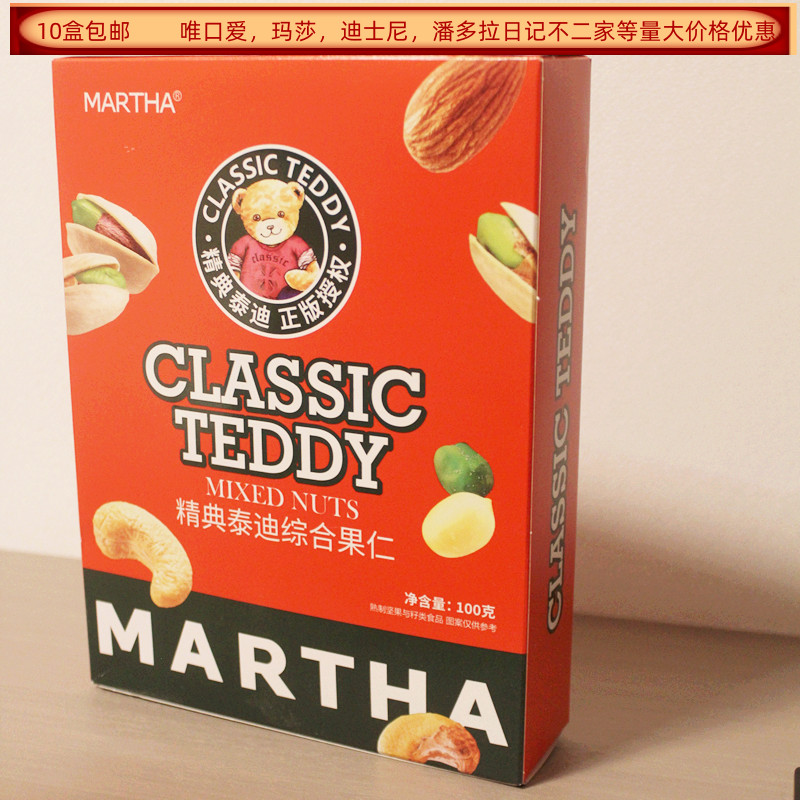 10盒包邮 唯口爱，玛莎，迪士尼，潘多拉日记不二家等量大价格优惠
MARTHA®
·CLASSIC TEDDY·
classic
精典泰迪 正版授权
CLASSIC
TEDDY
MIXED NUTS
精典泰迪综合果仁
净含量：100克
熟制坚果与籽类食品 图案仅供参考
MARTHA
CLASSIC TEDDY